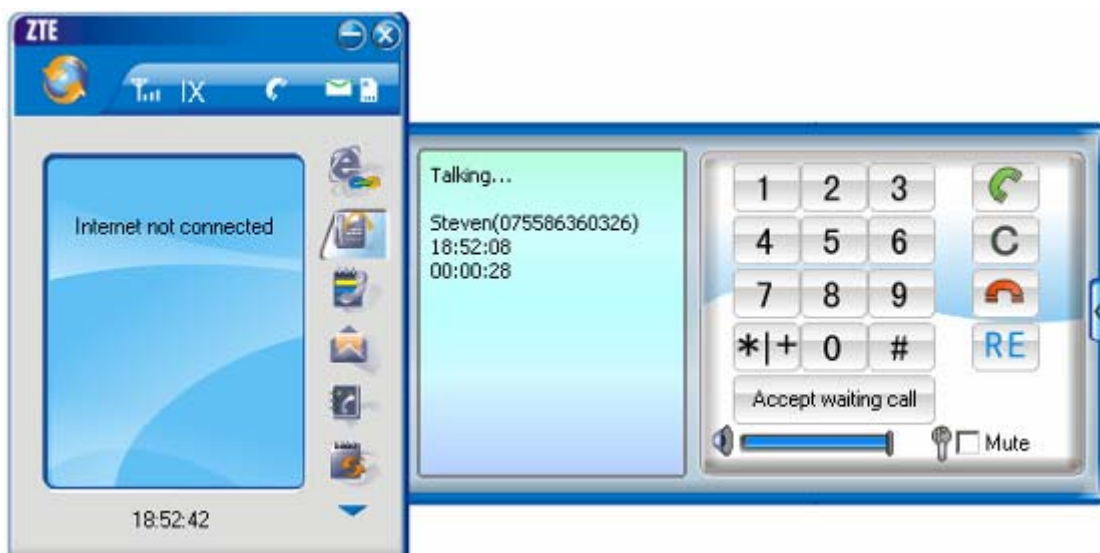 ZTE
IX
Internet not connected
18:52:42
Talking...
Steven(075586360326)
18:52:08
00:00:28
1 2 3
4 5 6 C
7 8 9
*|+ 0 # RE
Accept waiting call
Mute